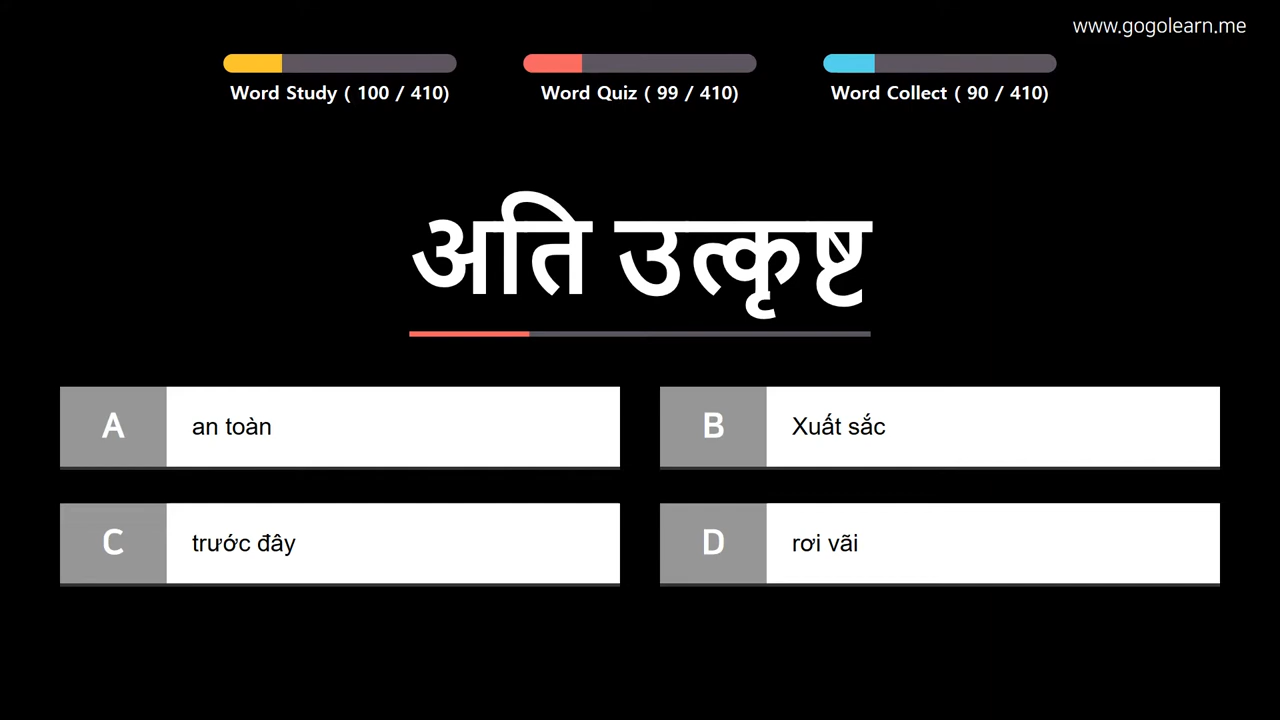 www.gogolearn.me
Word Study ( 100 / 410)
Word Quiz ( 99 / 410)
Word Collect ( 90 / 410)
अति उत्कृष्ट
A
an toàn
B
Xuất sắc
C
trước đây
D
rơi vãi